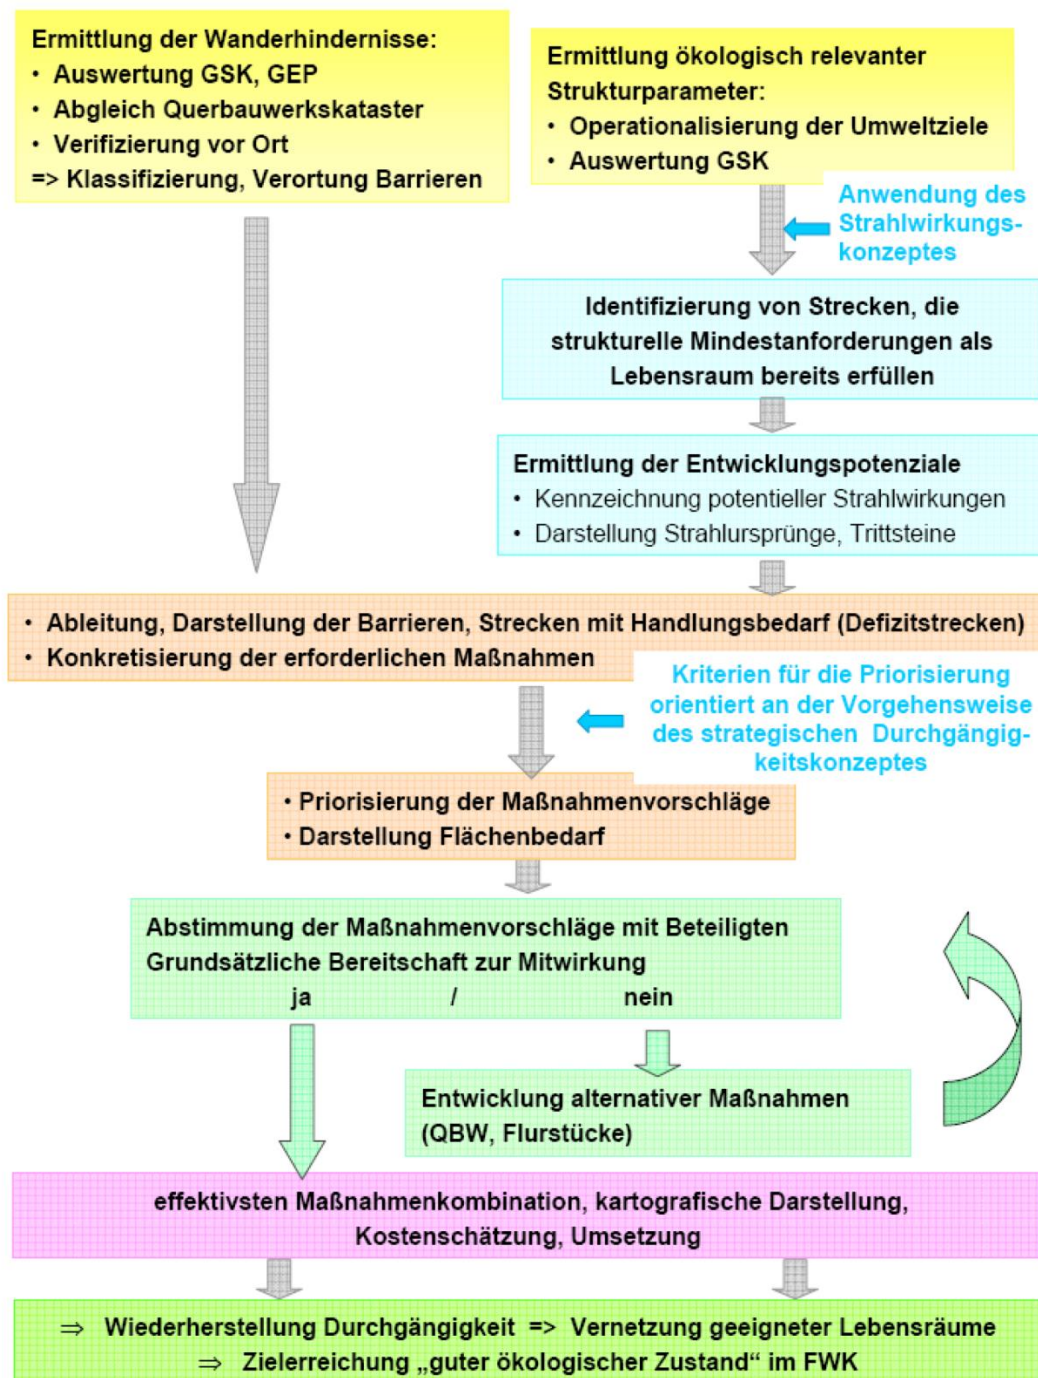 Ermittlung der Wanderhindernisse:
• Auswertung GSK, GEP
• Abgleich Querbauwerkskataster
• Verifizierung vor Ort
=> Klassifizierung, Verortung Barrieren
Ermittlung ökologisch relevanter
Strukturparameter:
• Operationalisierung der Umweltziele
• Auswertung GSK
Anwendung des
Strahlwirkungs-
konzeptes
Identifizierung von Strecken, die
strukturelle Mindestanforderungen als
Lebensraum bereits erfüllen
Ermittlung der Entwicklungspotenziale
• Kennzeichnung potentieller Strahlwirkungen
• Darstellung Strahlursprünge, Trittsteine
• Ableitung, Darstellung der Barrieren, Strecken mit Handlungsbedarf (Defizitstrecken)
• Konkretisierung der erforderlichen Maßnahmen
Kriterien für die Priorisierung
orientiert an der Vorgehensweise
des strategischen Durchgängig-
keitskonzeptes
• Priorisierung der Maßnahmenvorschläge
• Darstellung Flächenbedarf
Abstimmung der Maßnahmenvorschläge mit Beteiligten
Grundsätzliche Bereitschaft zur Mitwirkung
ja / nein
Entwicklung alternativer Maßnahmen
(QBW, Flurstücke)
effektivsten Maßnahmenkombination, kartografische Darstellung,
Kostenschätzung, Umsetzung
⇒ Wiederherstellung Durchgängigkeit => Vernetzung geeigneter Lebensräume
⇒ Zielerreichung „guter ökologischer Zustand“ im FWK